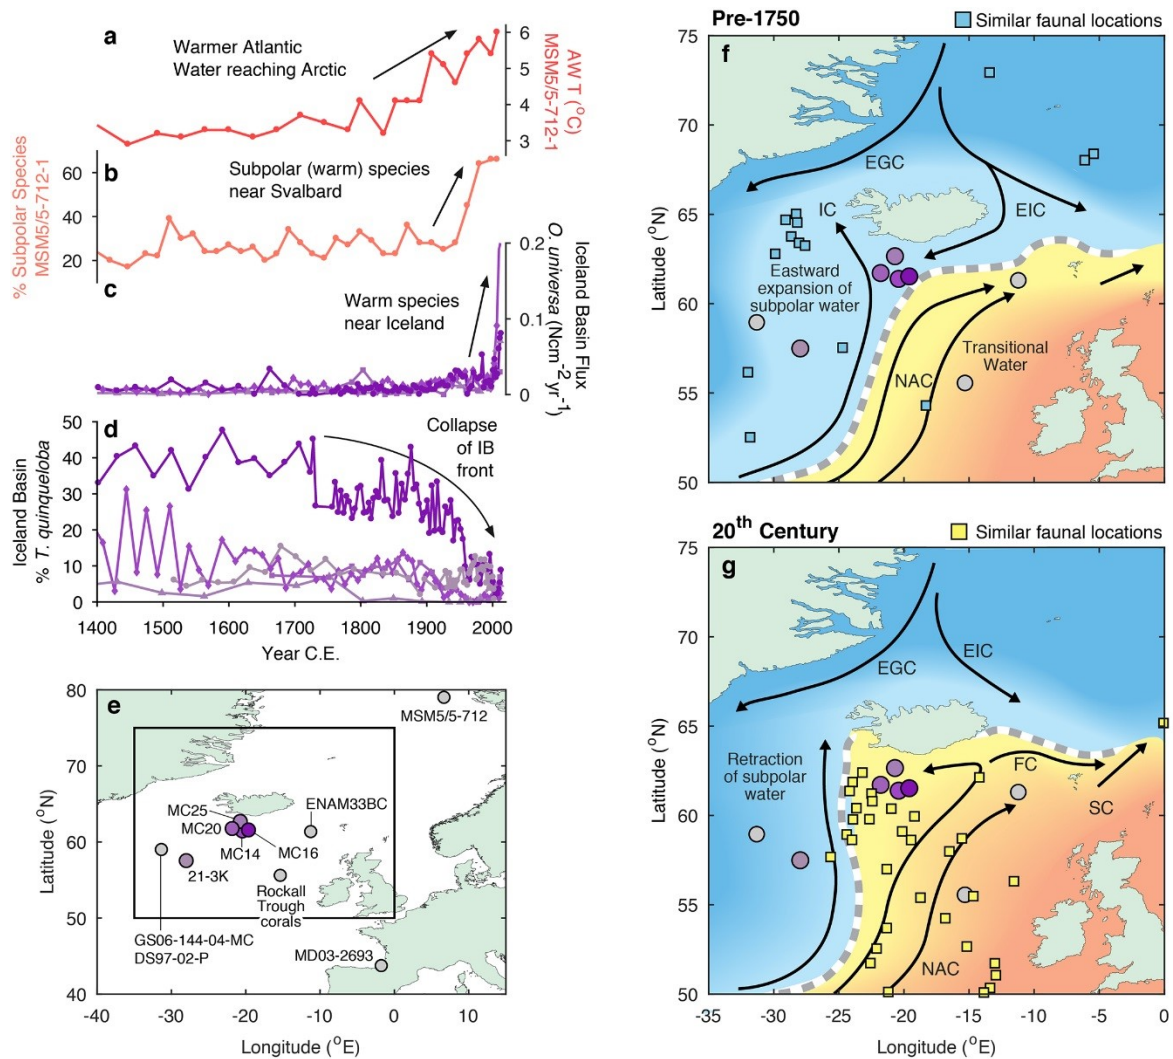 a
Warmer Atlantic
Water reaching Arctic
6
5
4
3
AW T (°C)
MSM5/5-712-1
% Subpolar Species
MSM5/5-712-1
b
60
40
20
Subpolar (warm) species
near Svalbard
c
Warm species
near Iceland
0.2
0.1
0
Iceland Basin Flux
O. universa (Ncm-2 yr-1)
d
Collapse
of IB
front
50
40
30
20
10
0
Iceland Basin
% T. quinqueloba
1400 1500 1600 1700 1800 1900 2000
Year C.E.
e
80
70
60
50
40
Latitude (°N)
MSM5/5-712
ENAM33BC
MC25
MC20
MC14
MC16
21-3K
Rockall
Trough
corals
GS06-144-04-MC
DS97-02-P
MD03-2693
-40 -30 -20 -10 0 10
Longitude (°E)
Pre-1750
Similar faunal locations
f
75
70
65
60
55
50
Latitude (°N)
EGC
IC
EIC
Eastward
expansion of
subpolar water
Transitional
Water
NAC
20th Century
Similar faunal locations
g
75
70
65
60
55
50
Latitude (°N)
EGC
EIC
Retraction of
subpolar
water
FC
SC
NAC
-35 -30 -25 -20 -15 -10 -5 0
Longitude (°E)